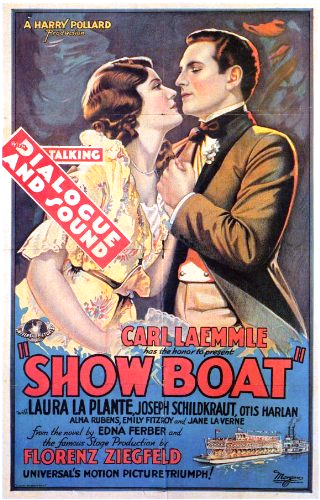 A HARRY POLLARD
Production
WITH TALKING
DIALOGUE
AND SOUND
CARL LAEMMLE
has the honor to present
"SHOW BOAT"
with LAURA LA PLANTE, JOSEPH SCHILDKRAUT, OTIS HARLAN
ALMA RUBENS, EMILY FITZROY and JANE LA VERNE
from the novel by EDNA FERBER and
the famous Stage Production by
FLORENZ ZIEGFELD
UNIVERSAL'S MOTION PICTURE TRIUMPH!